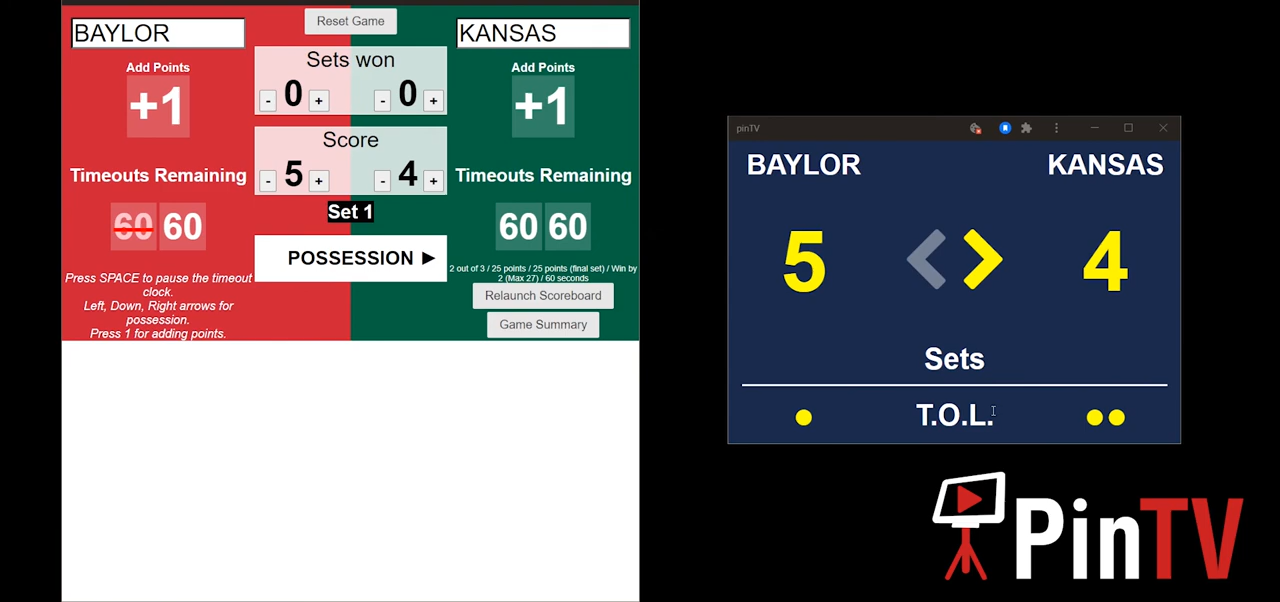 BAYLOR
Reset Game
KANSAS
Add Points
+1
Sets won
- 0 + - 0 +
Add Points
+1
Score
- 5 + - 4 +
Timeouts Remaining
60 60
Set 1
POSSESSION ►
Timeouts Remaining
60 60
Press SPACE to pause the timeout
clock.
Left, Down, Right arrows for
possession.
Press 1 for adding points.
2 out of 3 / 25 points / 25 points (final set) / Win by
2 (Max 27) / 60 seconds
Relaunch Scoreboard
Game Summary
pinTV
BAYLOR KANSAS
5 4
Sets
T.O.L.
PinTV